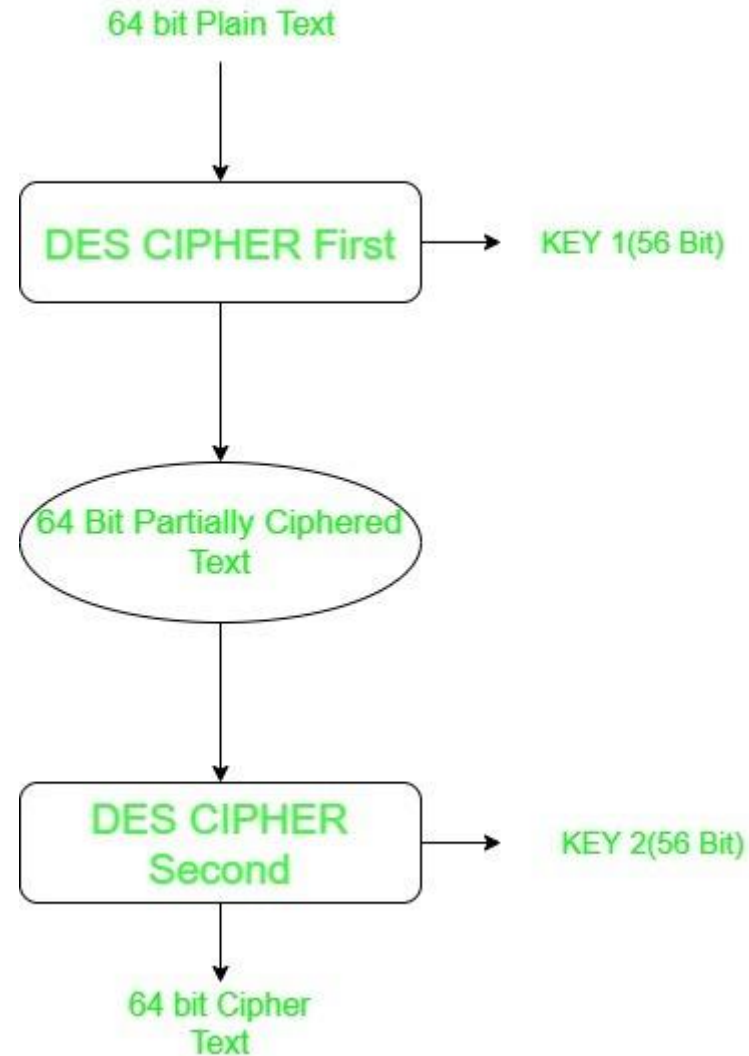 64 bit Plain Text
DES CIPHER First
KEY 1(56 Bit)
64 Bit Partially Ciphered
Text
DES CIPHER
Second
KEY 2(56 Bit)
64 bit Cipher
Text